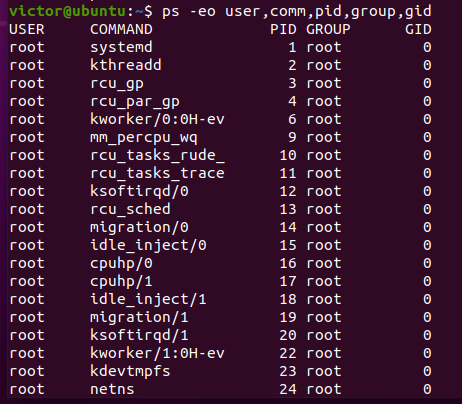 victor@ubuntu:~$ ps -eo user,comm,pid,group,gid
USER     COMMAND             PID GROUP      GID
root     systemd               1 root         0
root     kthreadd              2 root         0
root     rcu_gp                3 root         0
root     rcu_par_gp            4 root         0
root     kworker/0:0H-ev       6 root         0
root     mm_percpu_wq          9 root         0
root     rcu_tasks_rude_      10 root         0
root     rcu_tasks_trace      11 root         0
root     ksoftirqd/0          12 root         0
root     rcu_sched            13 root         0
root     migration/0          14 root         0
root     idle_inject/0        15 root         0
root     cpuhp/0              16 root         0
root     cpuhp/1              17 root         0
root     idle_inject/1        18 root         0
root     migration/1          19 root         0
root     ksoftirqd/1          20 root         0
root     kworker/1:0H-ev      22 root         0
root     kdevtmpfs            23 root         0
root     netns                24 root         0